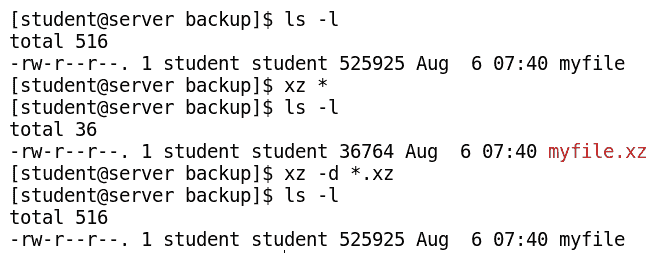 [student@server backup]$ ls -l
total 516
-rw-r--r--. 1 student student 525925 Aug  6 07:40 myfile
[student@server backup]$ xz *
[student@server backup]$ ls -l
total 36
-rw-r--r--. 1 student student 36764 Aug  6 07:40 myfile.xz
[student@server backup]$ xz -d *.xz
[student@server backup]$ ls -l
total 516
-rw-r--r--. 1 student student 525925 Aug  6 07:40 myfile